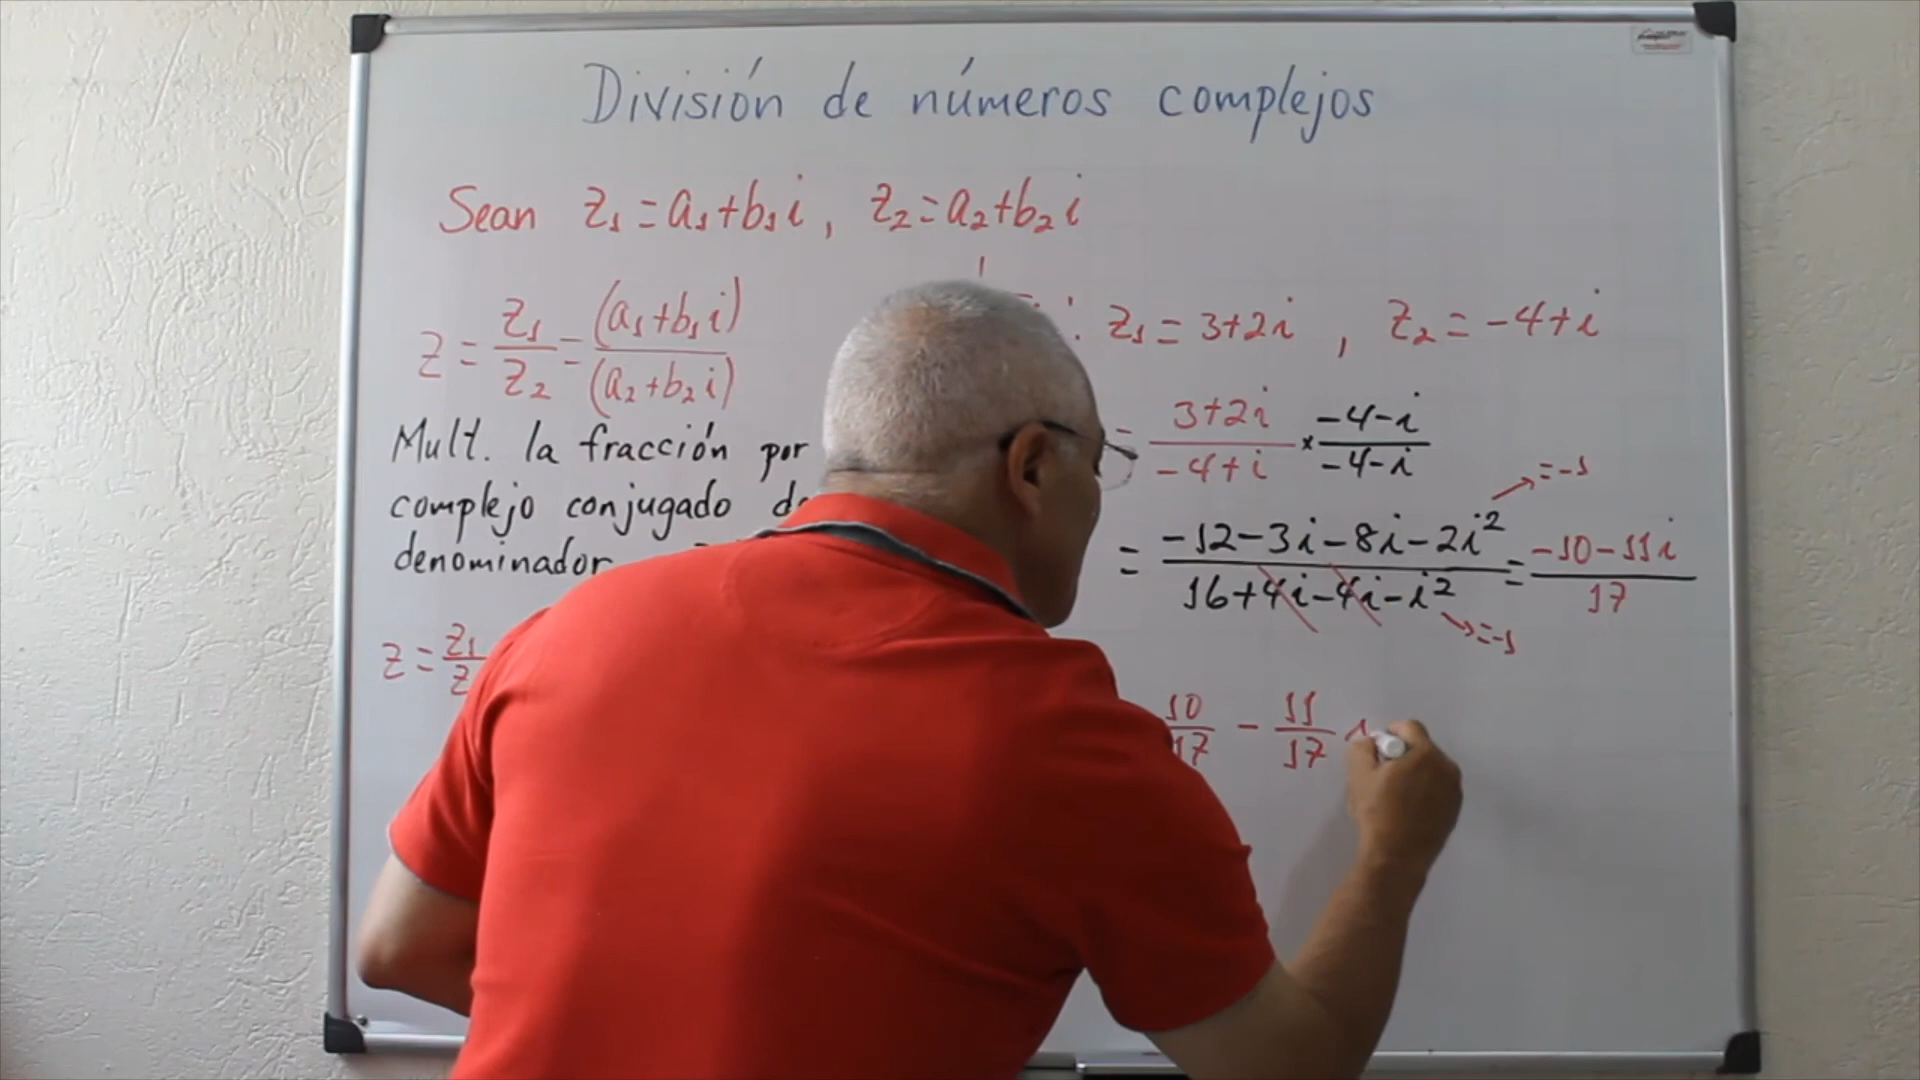 División de números complejos
Sean z₁=a₁+b₁i, z₂=a₂+b₂i
z = z₁/z₂ = (a₁+b₁i)/(a₂+b₂i)
Mult. la fracción por
complejo conjugado
denominador
z = z₁/z
z₁ = 3+2i , z₂ = -4+i
= (3+2i)/(-4+i) × (-4-i)/(-4-i)
= (-12-3i-8i-2i²)/(16+4i-4i-i²) = (-10-11i)/17
→ =-1
→ =-1
10/17 - 11/17 i